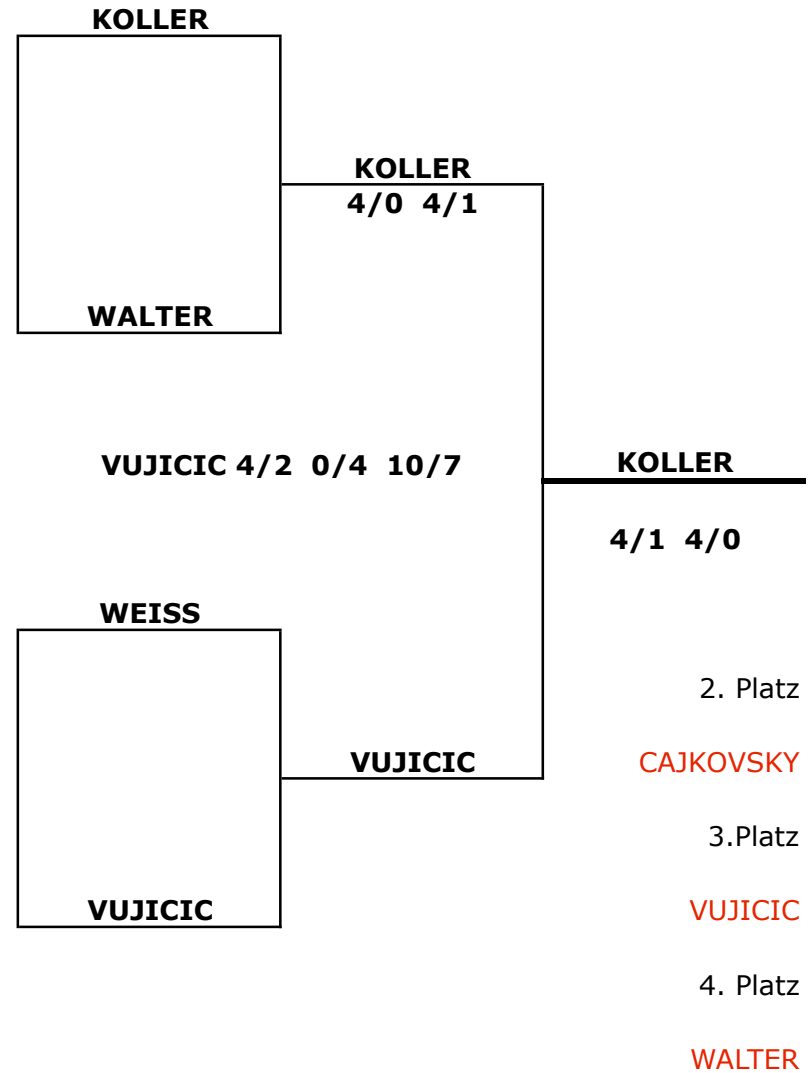 KOLLER
KOLLER
4/0 4/1
WALTER
VUJICIC 4/2 0/4 10/7
KOLLER
4/1 4/0
WEISS
2. Platz
VUJICIC
CAJKOVSKY
3.Platz
VUJICIC
VUJICIC
4. Platz
WALTER